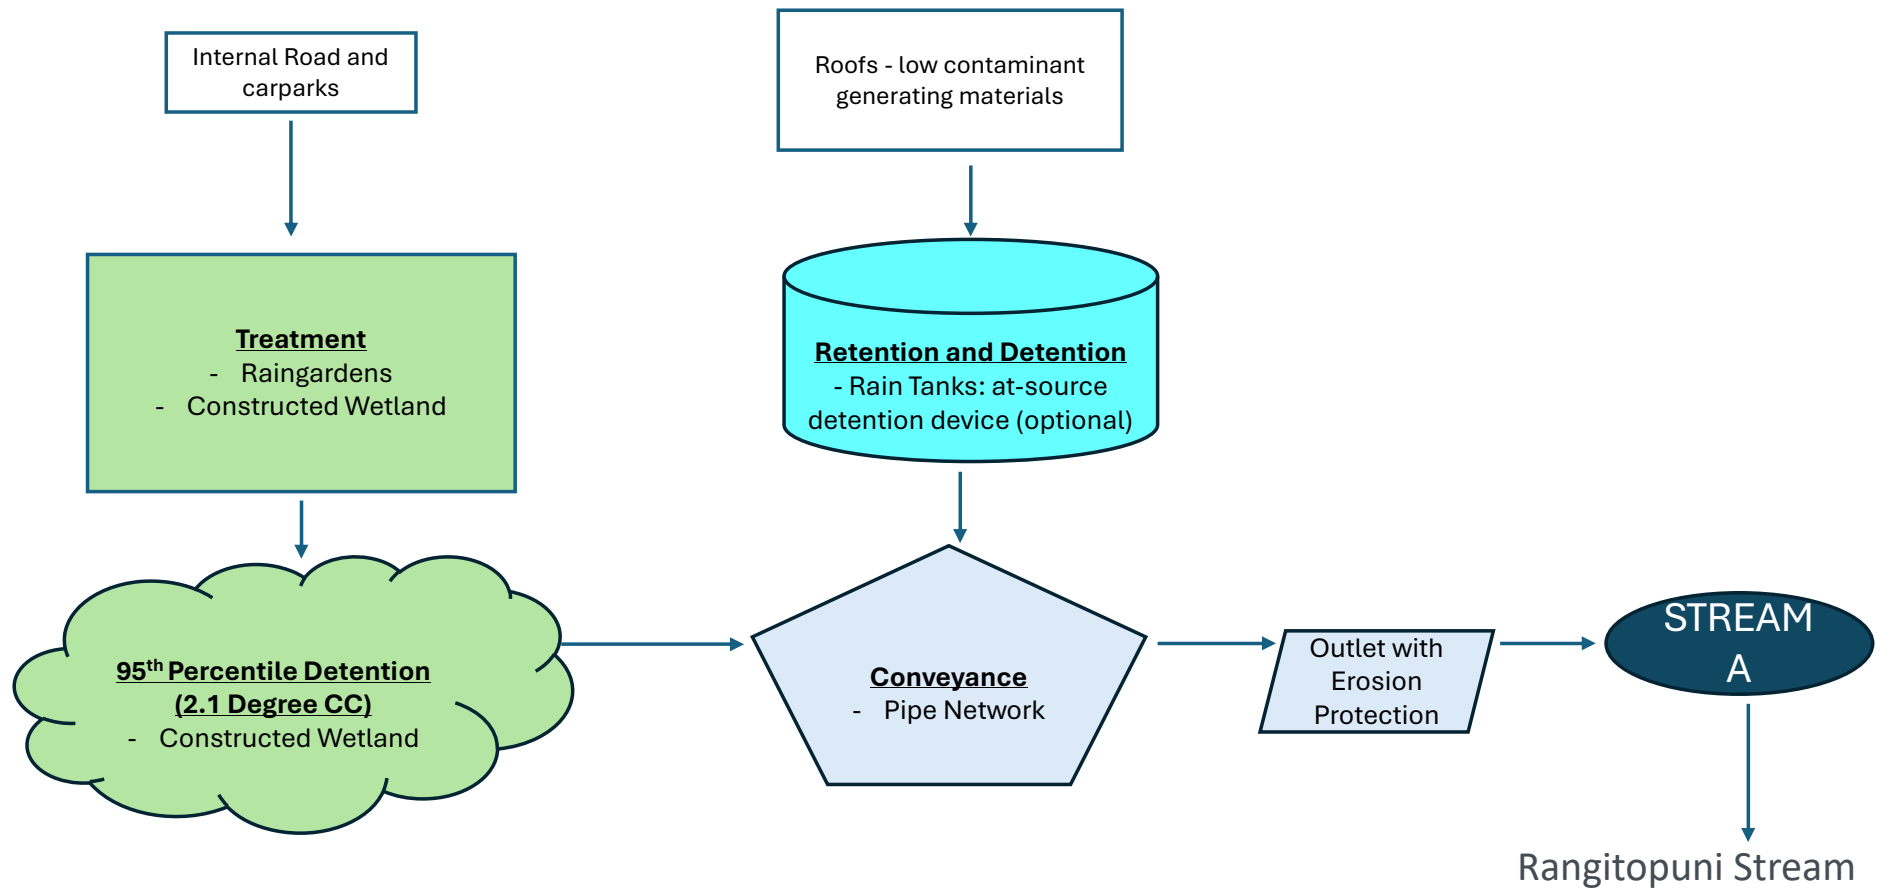 Internal Road and
carparks
Roofs - low contaminant
generating materials
Treatment
- Raingardens
- Constructed Wetland
Retention and Detention
- Rain Tanks: at-source
detention device (optional)
95th Percentile Detention
(2.1 Degree CC)
- Constructed Wetland
Conveyance
- Pipe Network
Outlet with
Erosion
Protection
STREAM
A
Rangitopuni Stream